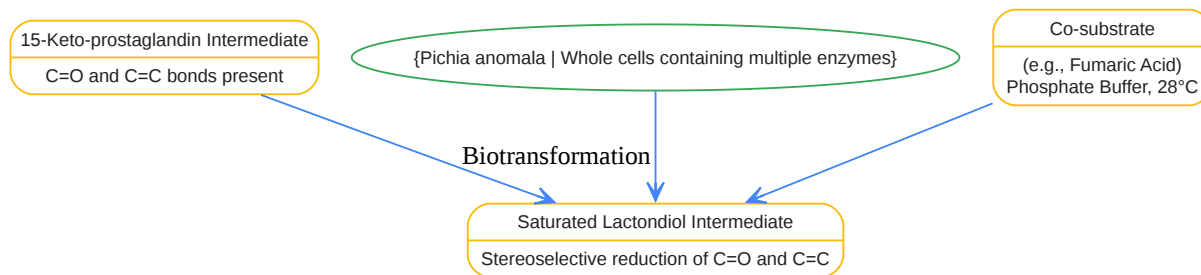 15-Keto-prostaglandin Intermediate
C=O and C=C bonds present
{Pichia anomala | Whole cells containing multiple enzymes}
Co-substrate
(e.g., Fumaric Acid)
Phosphate Buffer, 28°C
Biotransformation
Saturated Lactondiol Intermediate
Stereoselective reduction of C=O and C=C